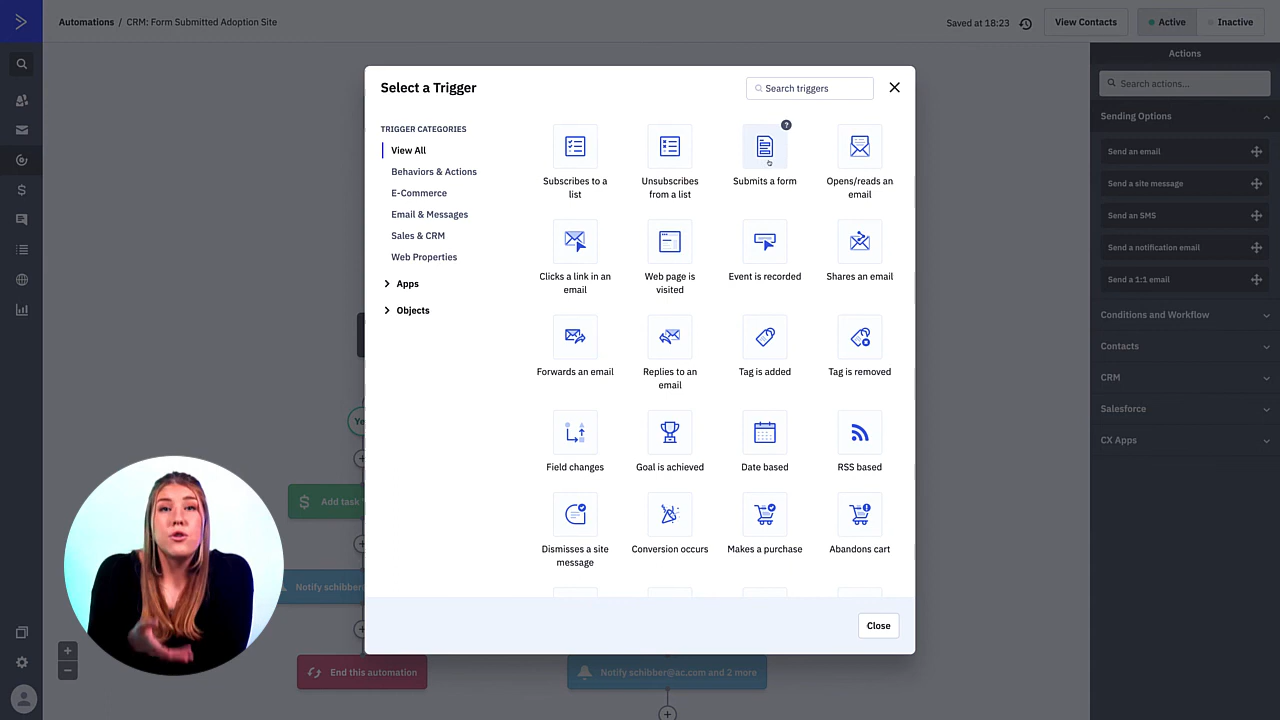 Automations / CRM: Form Submitted Adoption Site
Saved at 18:23
View Contacts
Active
Inactive
Select a Trigger
Search triggers
TRIGGER CATEGORIES
View All
Behaviors & Actions
E-Commerce
Email & Messages
Sales & CRM
Web Properties
Apps
Objects
?
Subscribes to a
list
Unsubscribes
from a list
Submits a form
Opens/reads an
email
Clicks a link in an
email
Web page is
visited
Event is recorded
Shares an email
Forwards an email
Replies to an
email
Tag is added
Tag is removed
Field changes
Goal is achieved
Date based
RSS based
Dismisses a site
message
Conversion occurs
Makes a purchase
Abandons cart
Close
Actions
Search actions...
Sending Options
Send an email
Send a site message
Send an SMS
Send a notification email
Send a 1:1 email
Conditions and Workflow
Contacts
CRM
Salesforce
CX Apps
Add task
Notify schibber
End this automation
Notify schibber@ac.com and 2 more